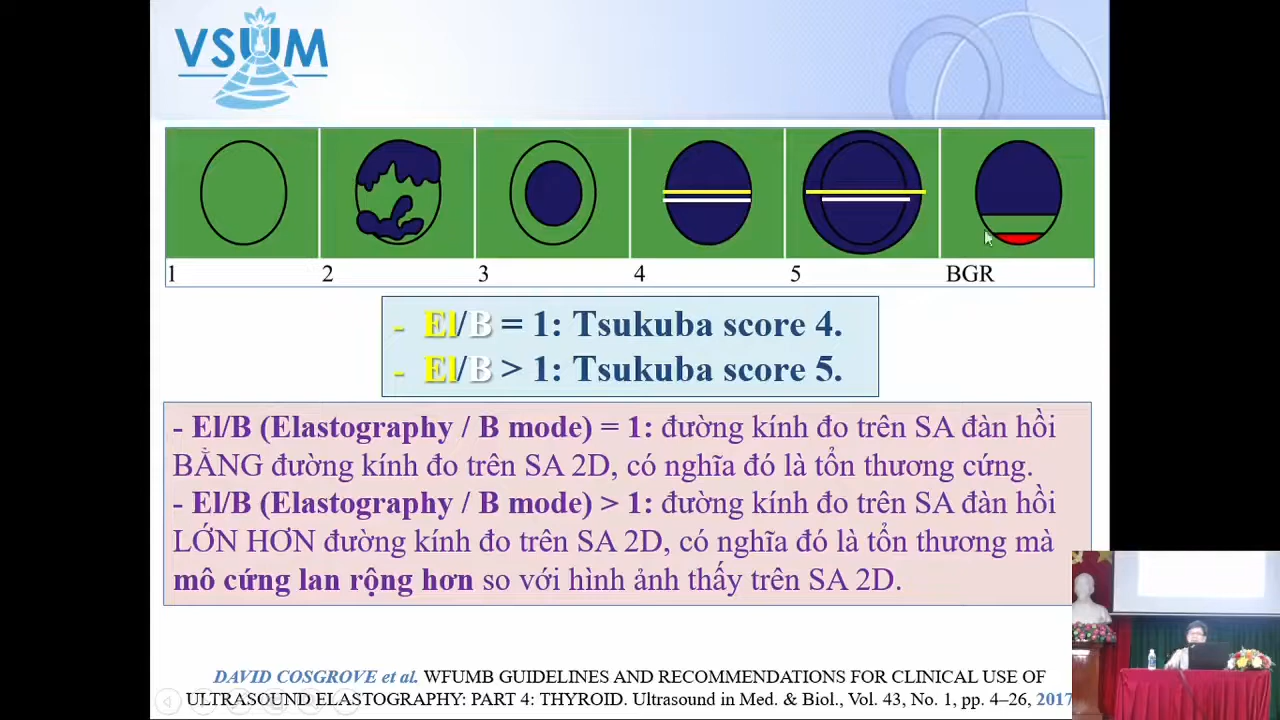 VSUM
1 2 3 4 5 BGR
- El/B = 1: Tsukuba score 4.
- El/B > 1: Tsukuba score 5.
- El/B (Elastography / B mode) = 1: đường kính đo trên SA đàn hồi
BẰNG đường kính đo trên SA 2D, có nghĩa đó là tổn thương cứng.
- El/B (Elastography / B mode) > 1: đường kính đo trên SA đàn hồi
LỚN HƠN đường kính đo trên SA 2D, có nghĩa đó là tổn thương mà
mô cứng lan rộng hơn so với hình ảnh thấy trên SA 2D.
DAVID COSGROVE et al. WFUMB GUIDELINES AND RECOMMENDATIONS FOR CLINICAL USE OF
ULTRASOUND ELASTOGRAPHY: PART 4: THYROID. Ultrasound in Med. & Biol., Vol. 43, No. 1, pp. 4–26, 2017